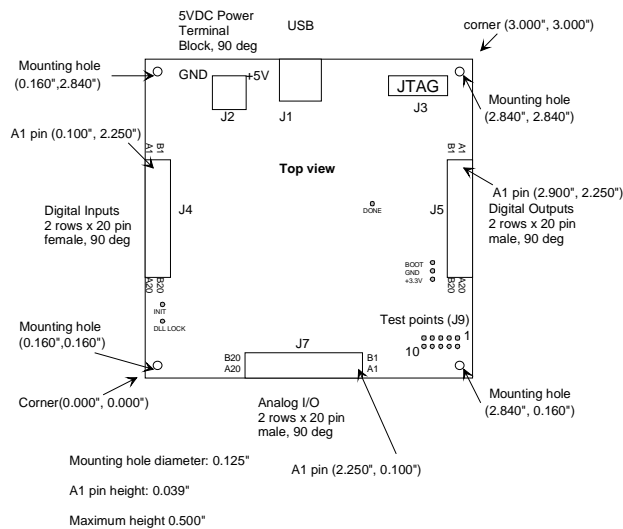 5VDC Power
Terminal
Block, 90 deg
USB
corner (3.000", 3.000")
Mounting hole
(0.160",2.840")
GND
+5V
J2
J1
JTAG
J3
Mounting hole
(2.840", 2.840")
A1 pin (0.100", 2.250")
A1
B1
B1
A1
Top view
A1 pin (2.900", 2.250")
Digital Inputs
2 rows x 20 pin
female, 90 deg
J4
DONE
J5
Digital Outputs
2 rows x 20 pin
male, 90 deg
BOOT
GND
+3.3V
A20
B20
B20
A20
INIT
DLL LOCK
Mounting hole
(0.160",0.160")
Test points (J9)
1
10
J7
B20
A20
B1
A1
Corner(0.000", 0.000")
Analog I/O
2 rows x 20 pin
male, 90 deg
Mounting hole
(2.840", 0.160")
A1 pin (2.250", 0.100")
Mounting hole diameter: 0.125"
A1 pin height: 0.039"
Maximum height 0.500"